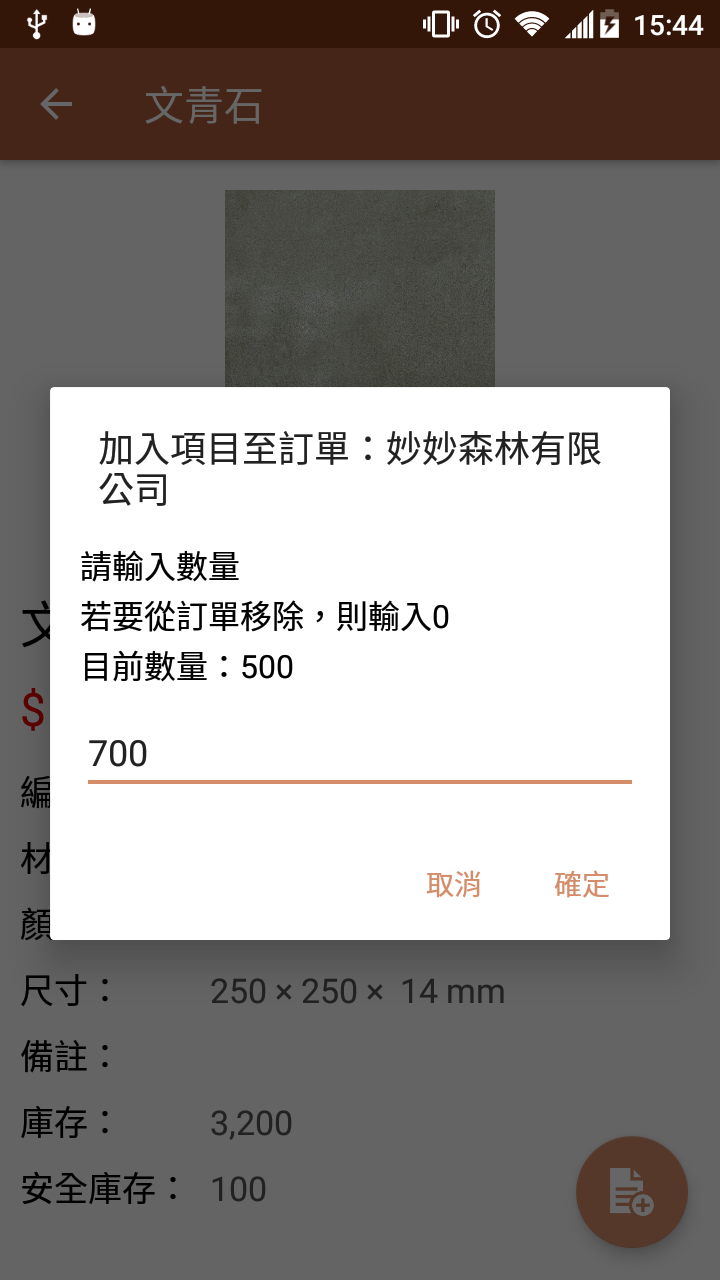 15:44
文青石
加入項目至訂單：妙妙森林有限
公司
請輸入數量
若要從訂單移除，則輸入0
目前數量：500
文
$
700
編
材
取消 確定
顏
尺寸： 250 × 250 × 14 mm
備註：
庫存： 3,200
安全庫存： 100